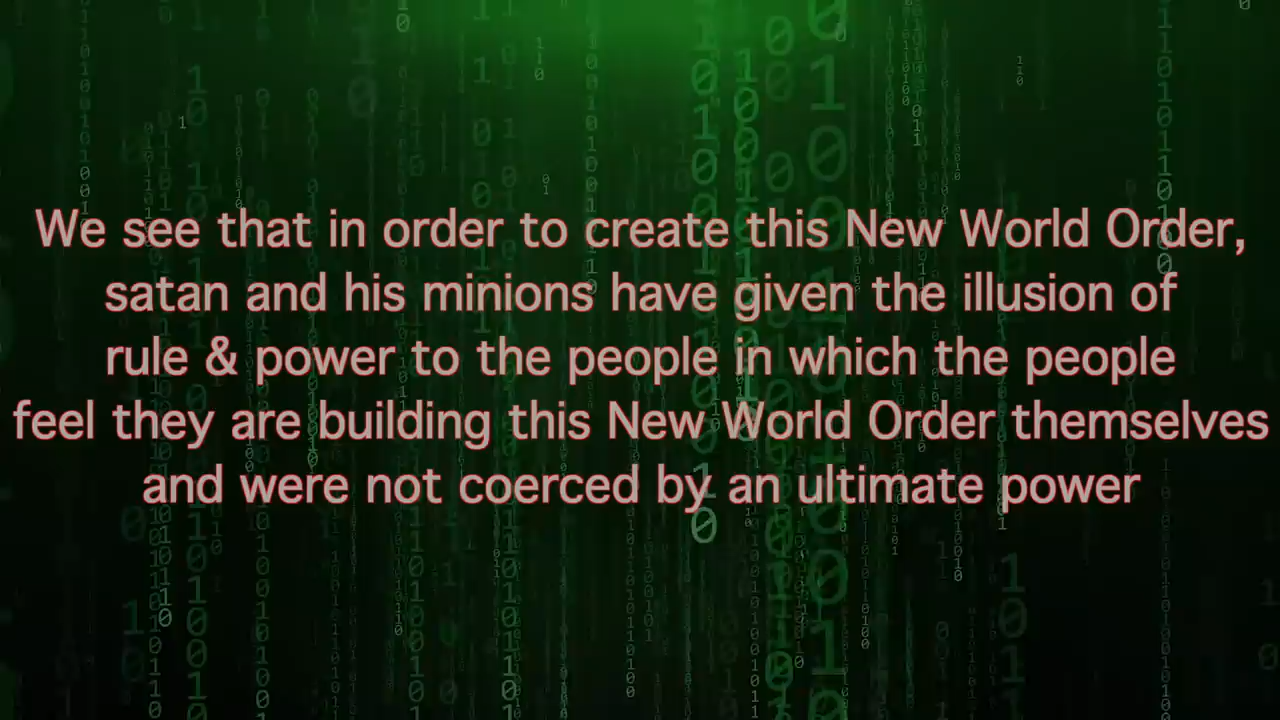 We see that in order to create this New World Order,
satan and his minions have given the illusion of
rule & power to the people in which the people
feel they are building this New World Order themselves
and were not coerced by an ultimate power